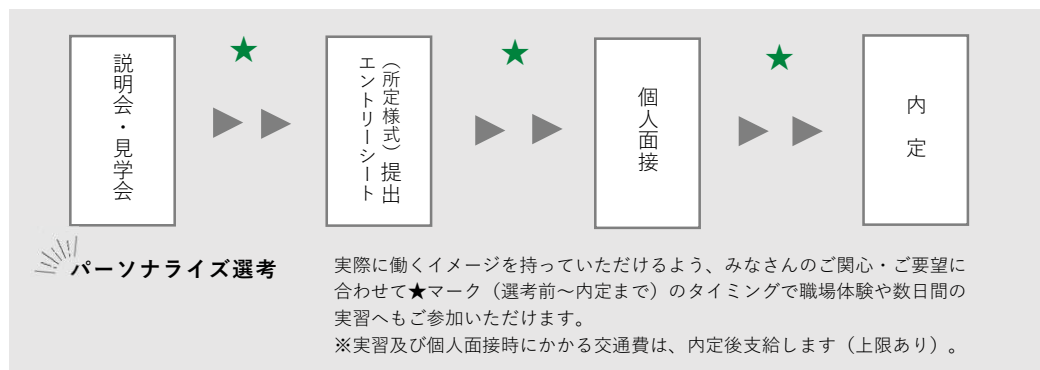 説明会・見学会
★
エントリーシート
（所定様式）提出
★
個人面接
★
内定
パーソナライズ選考
実際に働くイメージを持っていただけるよう、みなさんのご関心・ご要望に
合わせて★マーク（選考前～内定まで）のタイミングで職場体験や数日間の
実習へもご参加いただけます。
※実習及び個人面接時にかかる交通費は、内定後支給します（上限あり）。